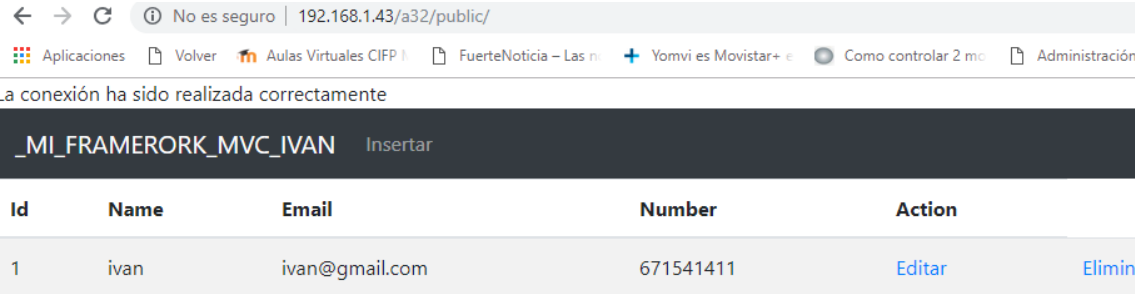 No es seguro | 192.168.1.43/a32/public/
Aplicaciones Volver Aulas Virtuales CIFP FuerteNoticia – Las n Yomvi es Movistar+ e Como controlar 2 mo Administración
La conexión ha sido realizada correctamente
_MI_FRAMERORK_MVC_IVAN Insertar
Id Name Email Number Action
1 ivan ivan@gmail.com 671541411 Editar Elimin